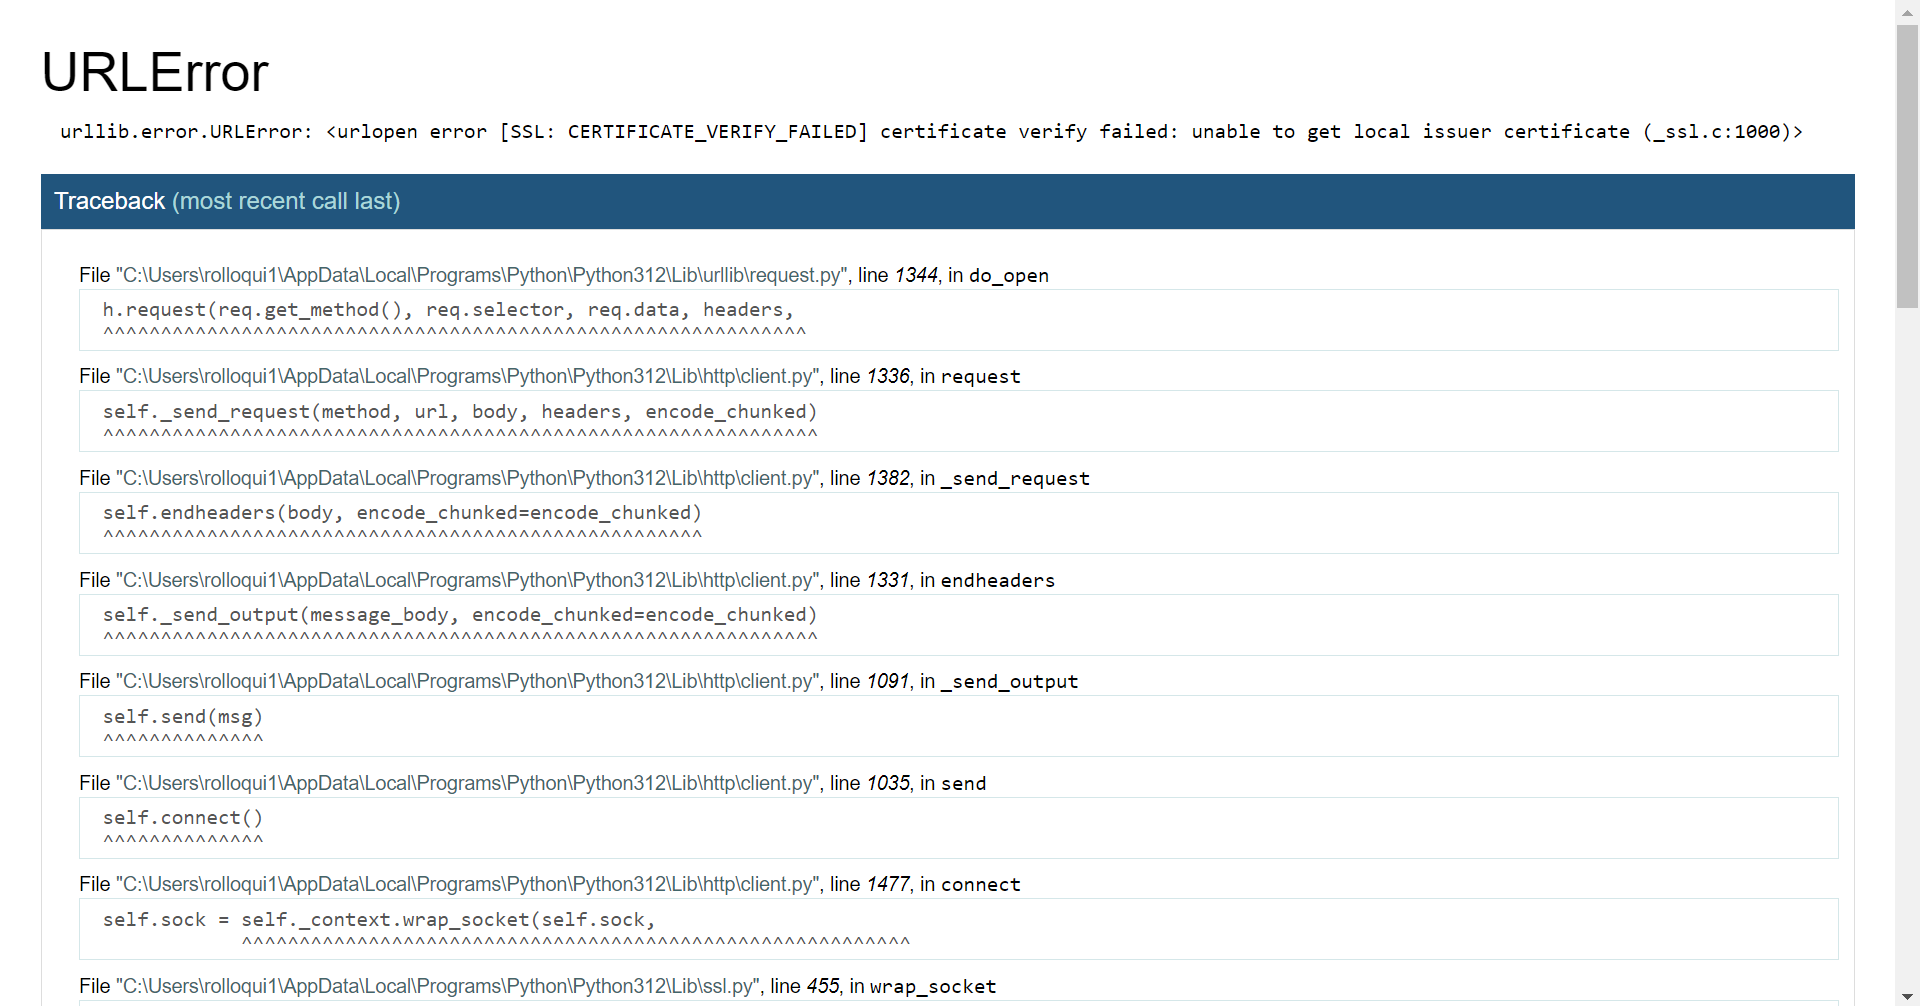 URLError
urllib.error.URLError: <urlopen error [SSL: CERTIFICATE_VERIFY_FAILED] certificate verify failed: unable to get local issuer certificate (_ssl.c:1000)>
Traceback (most recent call last)
File "C:\Users\rolloqui1\AppData\Local\Programs\Python\Python312\Lib\urllib\request.py", line 1344, in do_open
h.request(req.get_method(), req.selector, req.data, headers,
^^^^^^^^^^^^^^^^^^^^^^^^^^^^^^^^^^^^^^^^^^^^^^^^^^^^^^^^^^^^^
File "C:\Users\rolloqui1\AppData\Local\Programs\Python\Python312\Lib\http\client.py", line 1336, in request
self._send_request(method, url, body, headers, encode_chunked)
^^^^^^^^^^^^^^^^^^^^^^^^^^^^^^^^^^^^^^^^^^^^^^^^^^^^^^^^^^^^^^
File "C:\Users\rolloqui1\AppData\Local\Programs\Python\Python312\Lib\http\client.py", line 1382, in _send_request
self.endheaders(body, encode_chunked=encode_chunked)
^^^^^^^^^^^^^^^^^^^^^^^^^^^^^^^^^^^^^^^^^^^^^^^^^^^^
File "C:\Users\rolloqui1\AppData\Local\Programs\Python\Python312\Lib\http\client.py", line 1331, in endheaders
self._send_output(message_body, encode_chunked=encode_chunked)
^^^^^^^^^^^^^^^^^^^^^^^^^^^^^^^^^^^^^^^^^^^^^^^^^^^^^^^^^^^^^^
File "C:\Users\rolloqui1\AppData\Local\Programs\Python\Python312\Lib\http\client.py", line 1091, in _send_output
self.send(msg)
^^^^^^^^^^^^^^
File "C:\Users\rolloqui1\AppData\Local\Programs\Python\Python312\Lib\http\client.py", line 1035, in send
self.connect()
^^^^^^^^^^^^^^
File "C:\Users\rolloqui1\AppData\Local\Programs\Python\Python312\Lib\http\client.py", line 1477, in connect
self.sock = self._context.wrap_socket(self.sock,
^^^^^^^^^^^^^^^^^^^^^^^^^^^^^^^^^^^^^^^^^^^^^^^^^^^^^^^^^^
File "C:\Users\rolloqui1\AppData\Local\Programs\Python\Python312\Lib\ssl.py", line 455, in wrap_socket